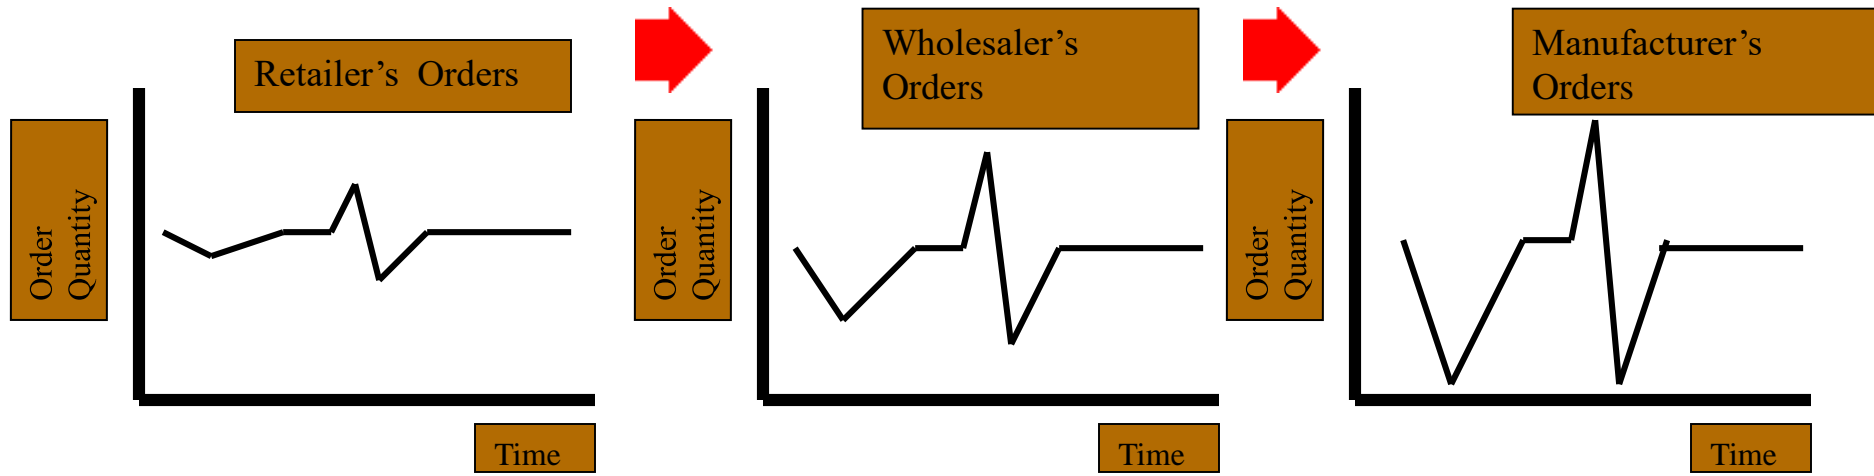 Retailer’s Orders
Order
Quantity
Time
Wholesaler’s
Orders
Order
Quantity
Time
Manufacturer’s
Orders
Order
Quantity
Time